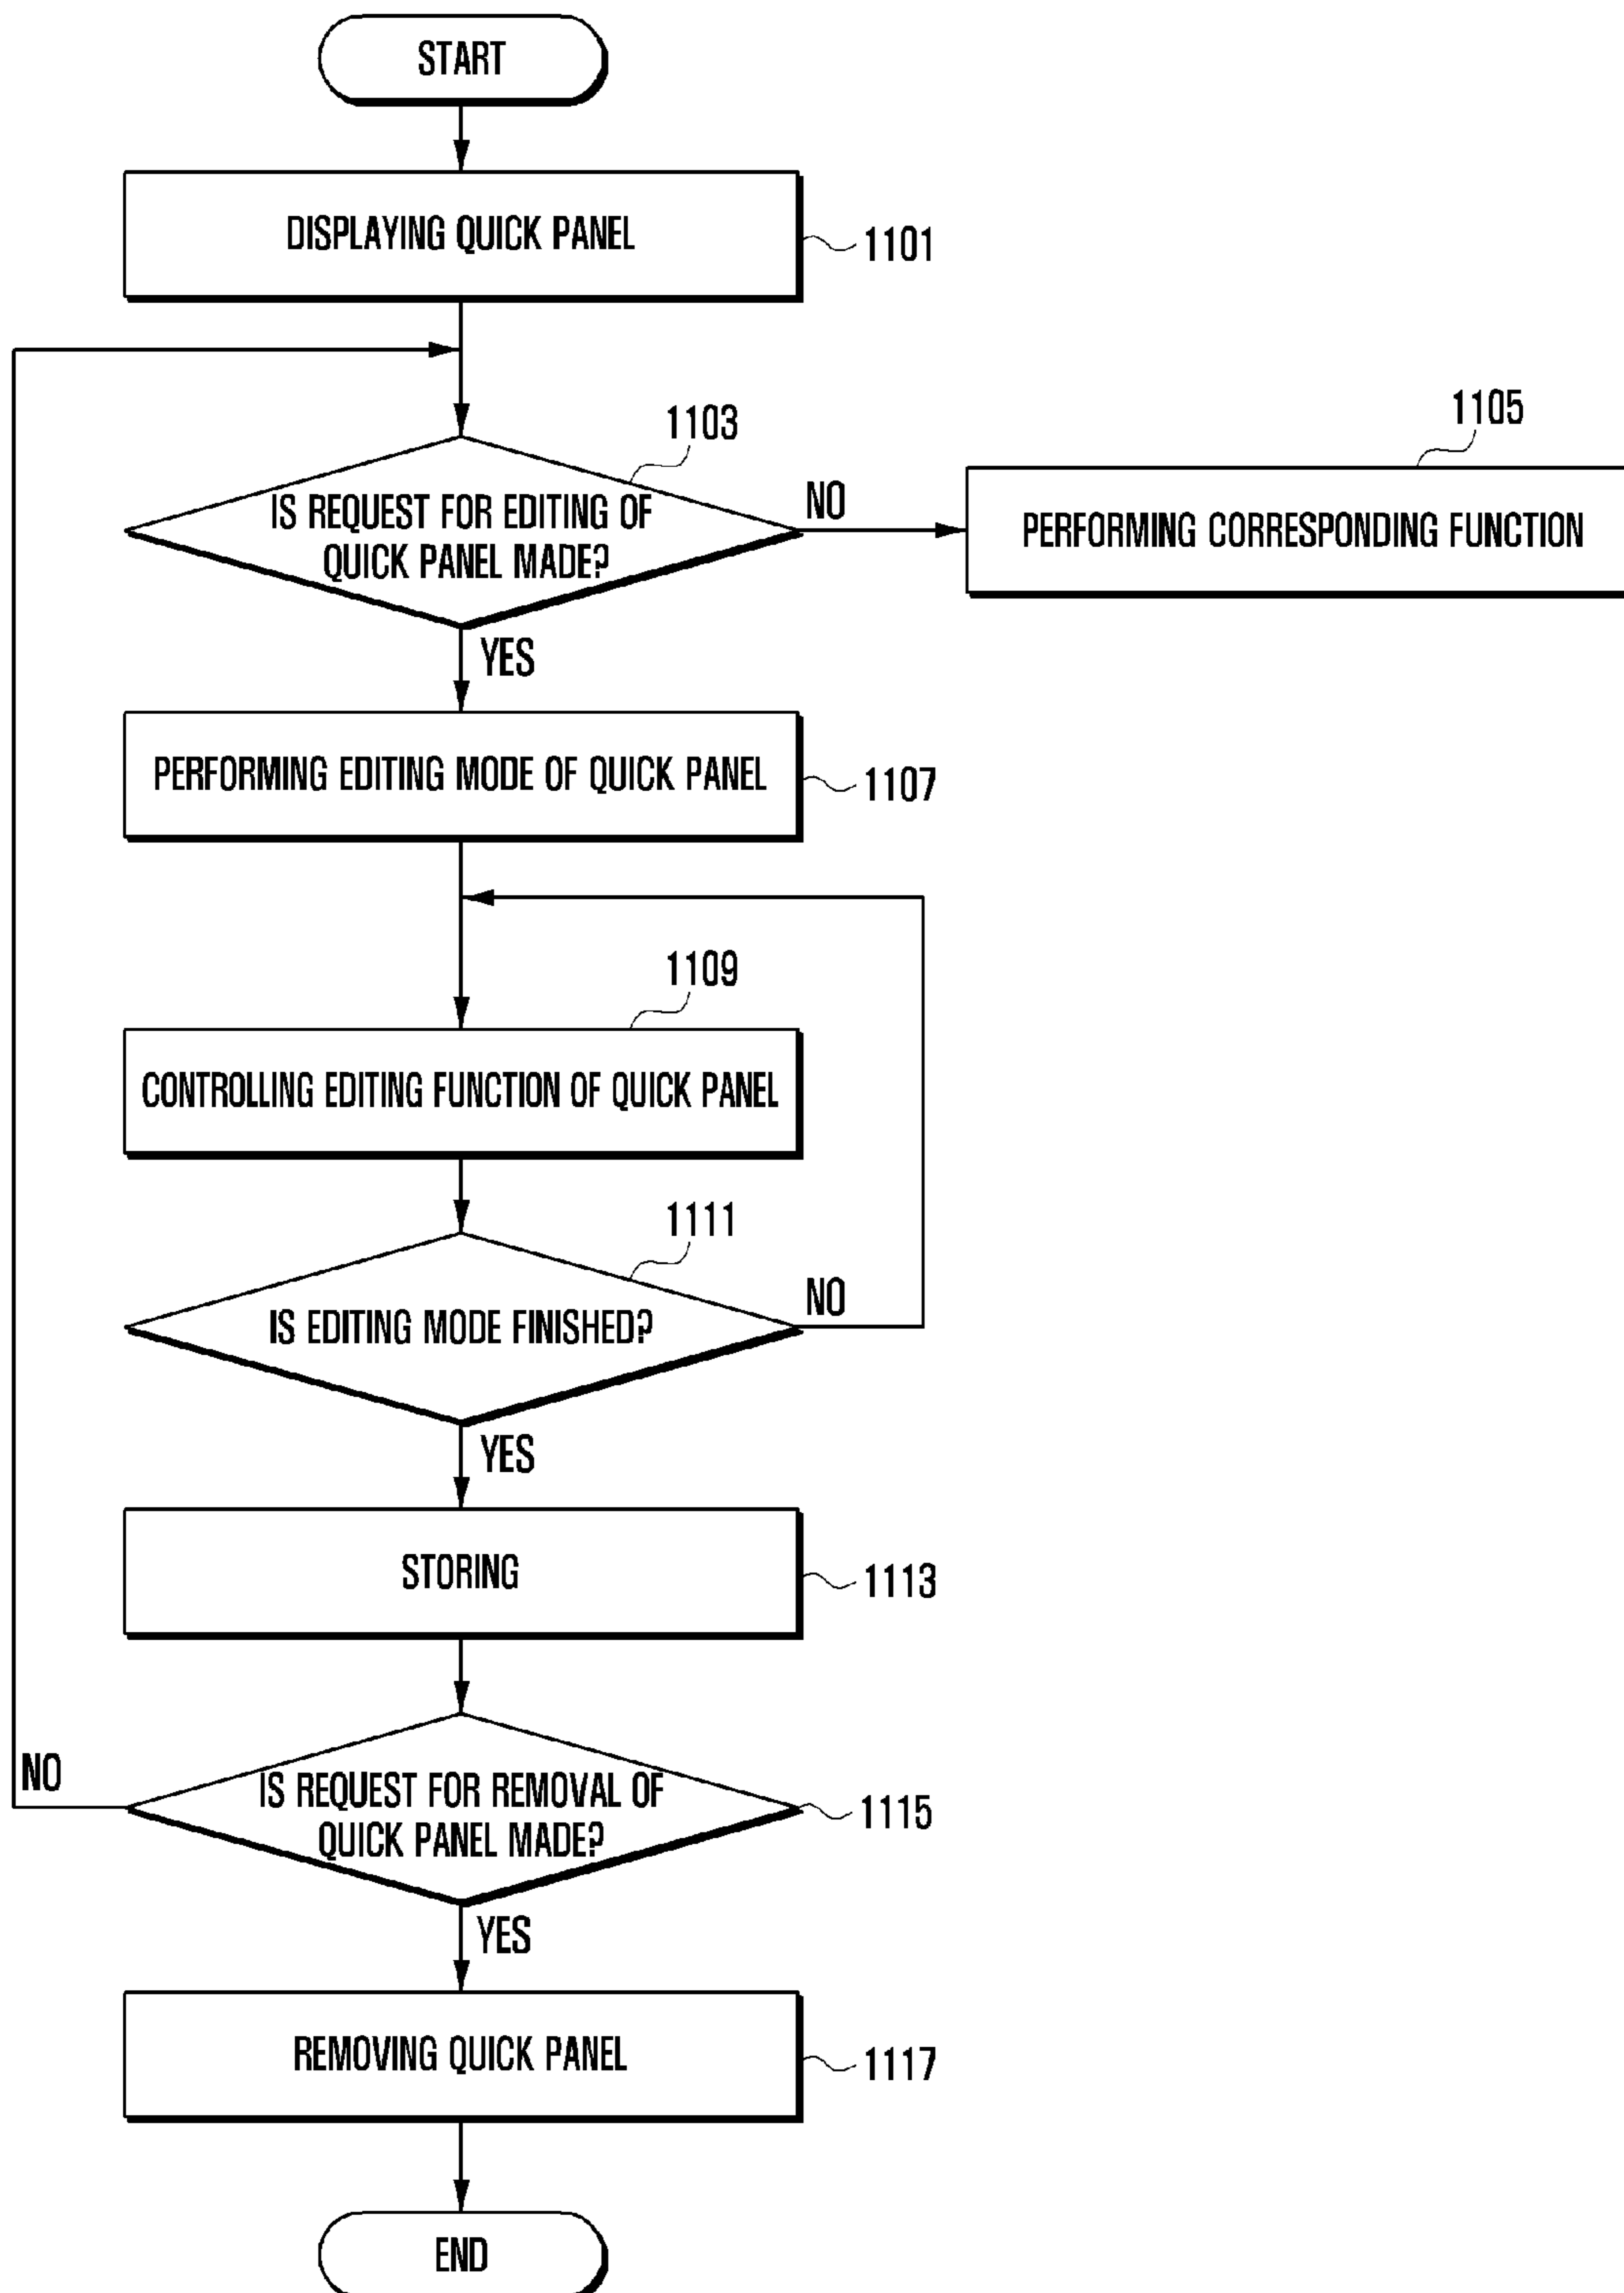 START
DISPLAYING QUICK PANEL
1101
1103
1105
IS REQUEST FOR EDITING OF
QUICK PANEL MADE?
NO
PERFORMING CORRESPONDING FUNCTION
YES
PERFORMING EDITING MODE OF QUICK PANEL
1107
1109
CONTROLLING EDITING FUNCTION OF QUICK PANEL
1111
IS EDITING MODE FINISHED?
NO
YES
STORING
1113
NO
IS REQUEST FOR REMOVAL OF
QUICK PANEL MADE?
1115
YES
REMOVING QUICK PANEL
1117
END